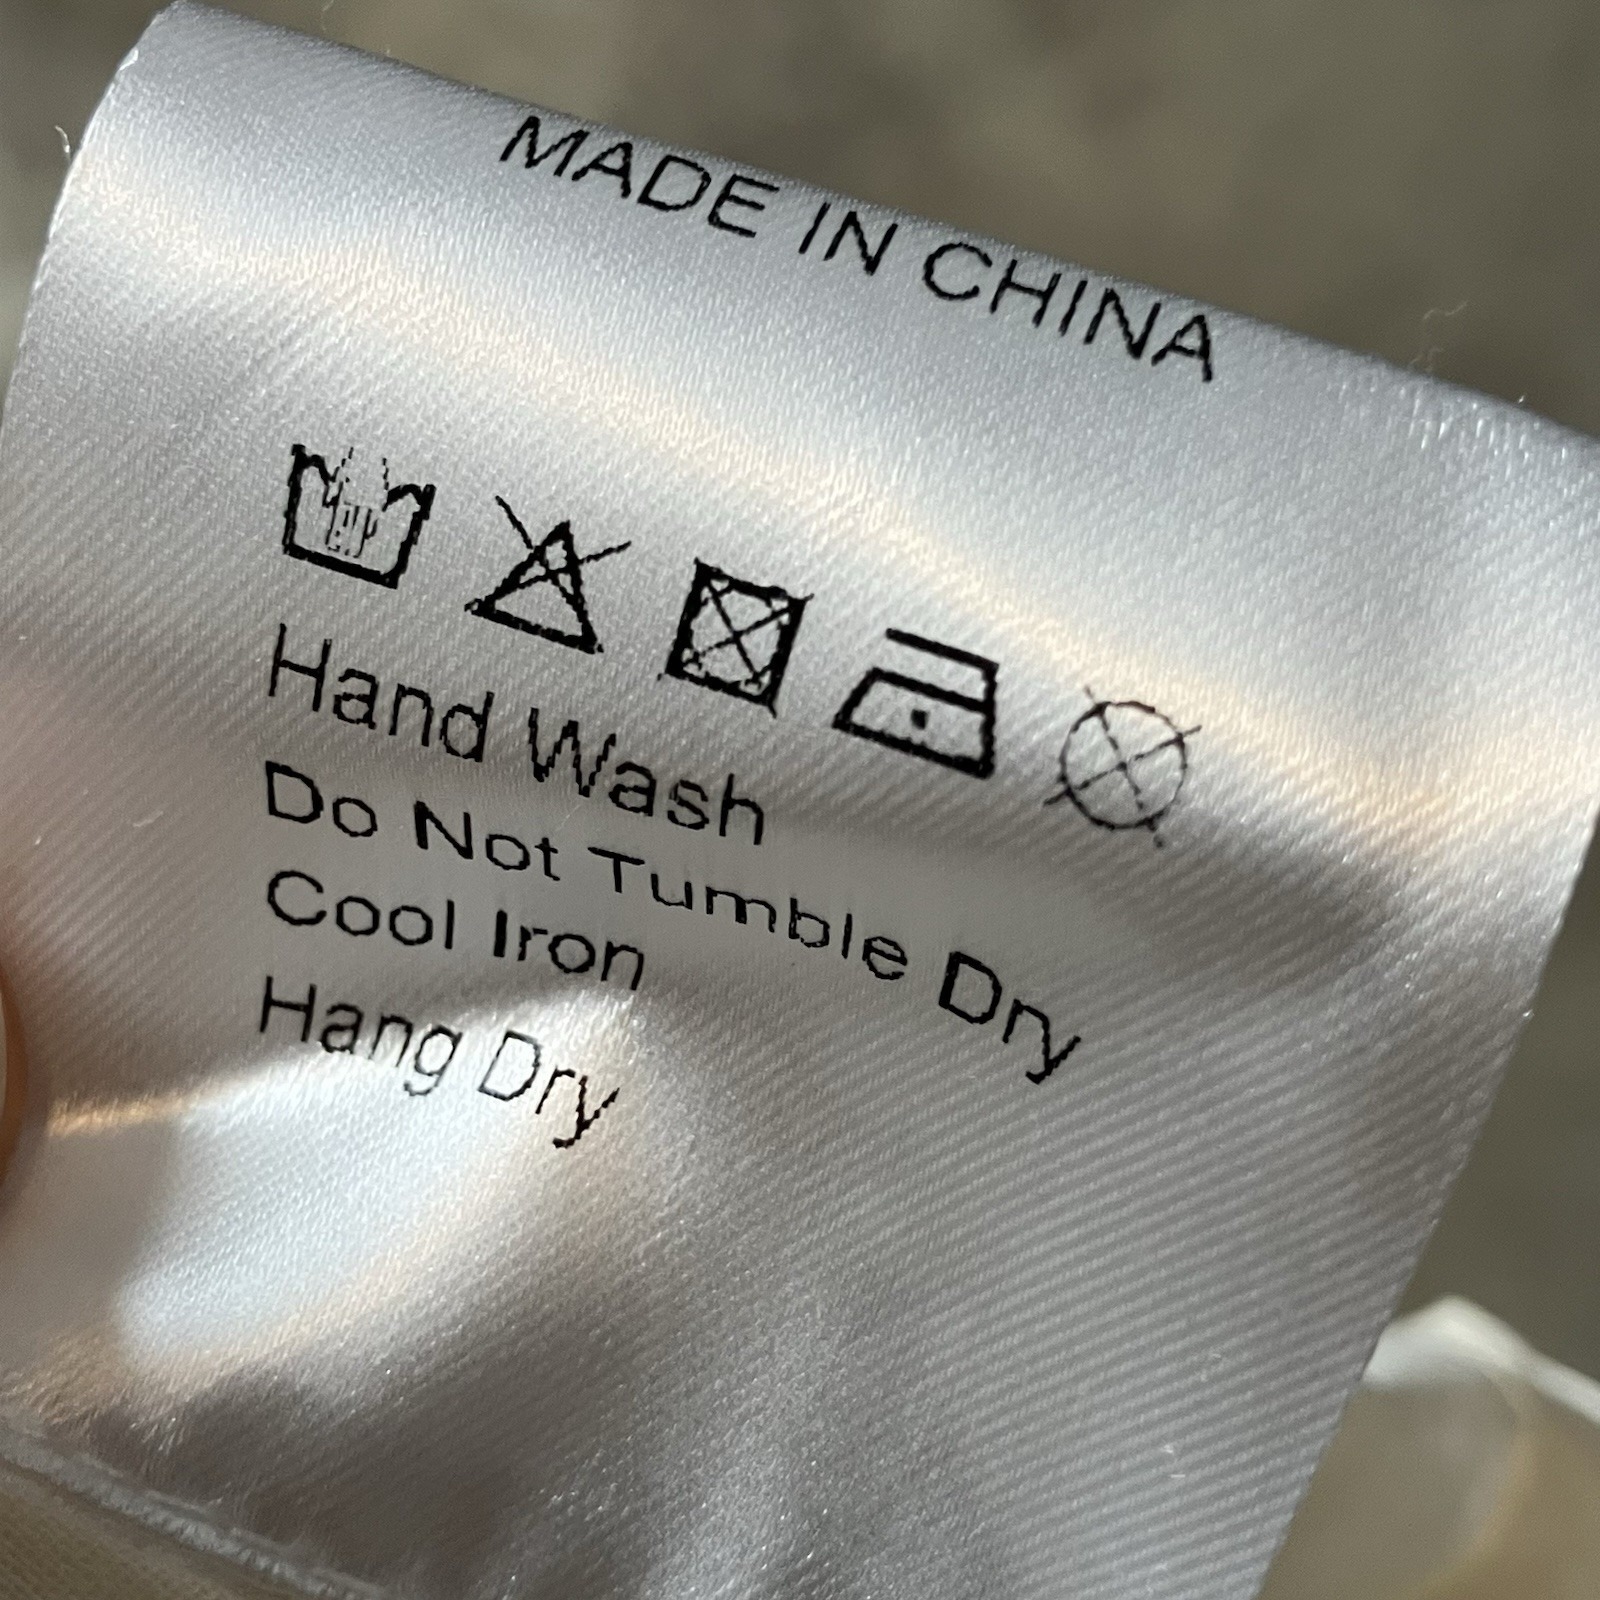 MADE IN CHINA
Hand Wash
Do Not Tumble Dry
Cool Iron
Hang Dry